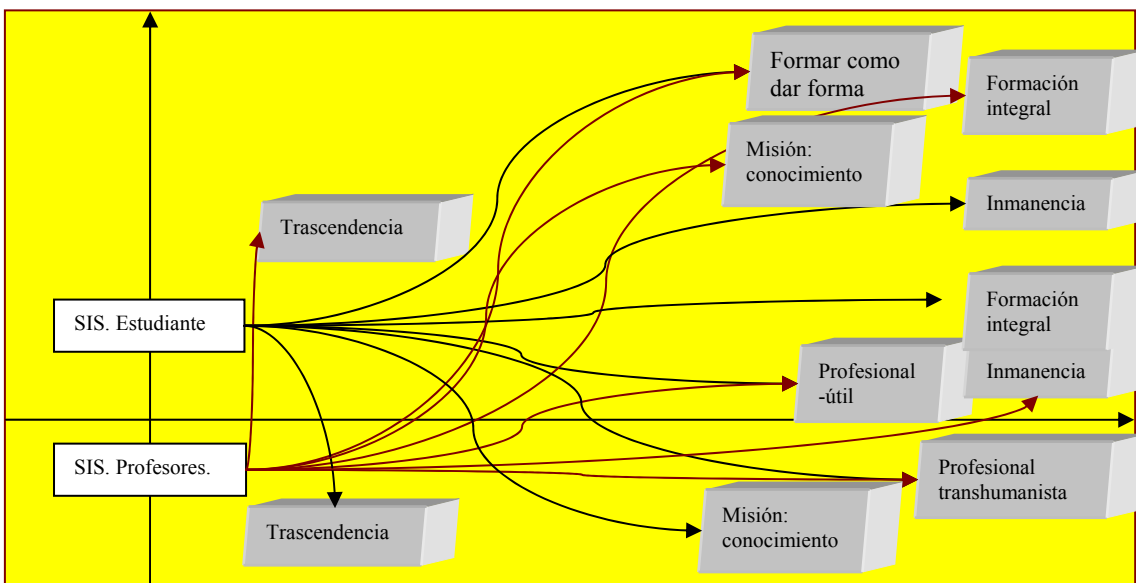 Formar como
dar forma
Formación
integral
Misión:
conocimiento
Trascendencia
Inmanencia
SIS. Estudiante
Formación
integral
Profesional
-útil
Inmanencia
SIS. Profesores.
Profesional
transhumanista
Trascendencia
Misión:
conocimiento